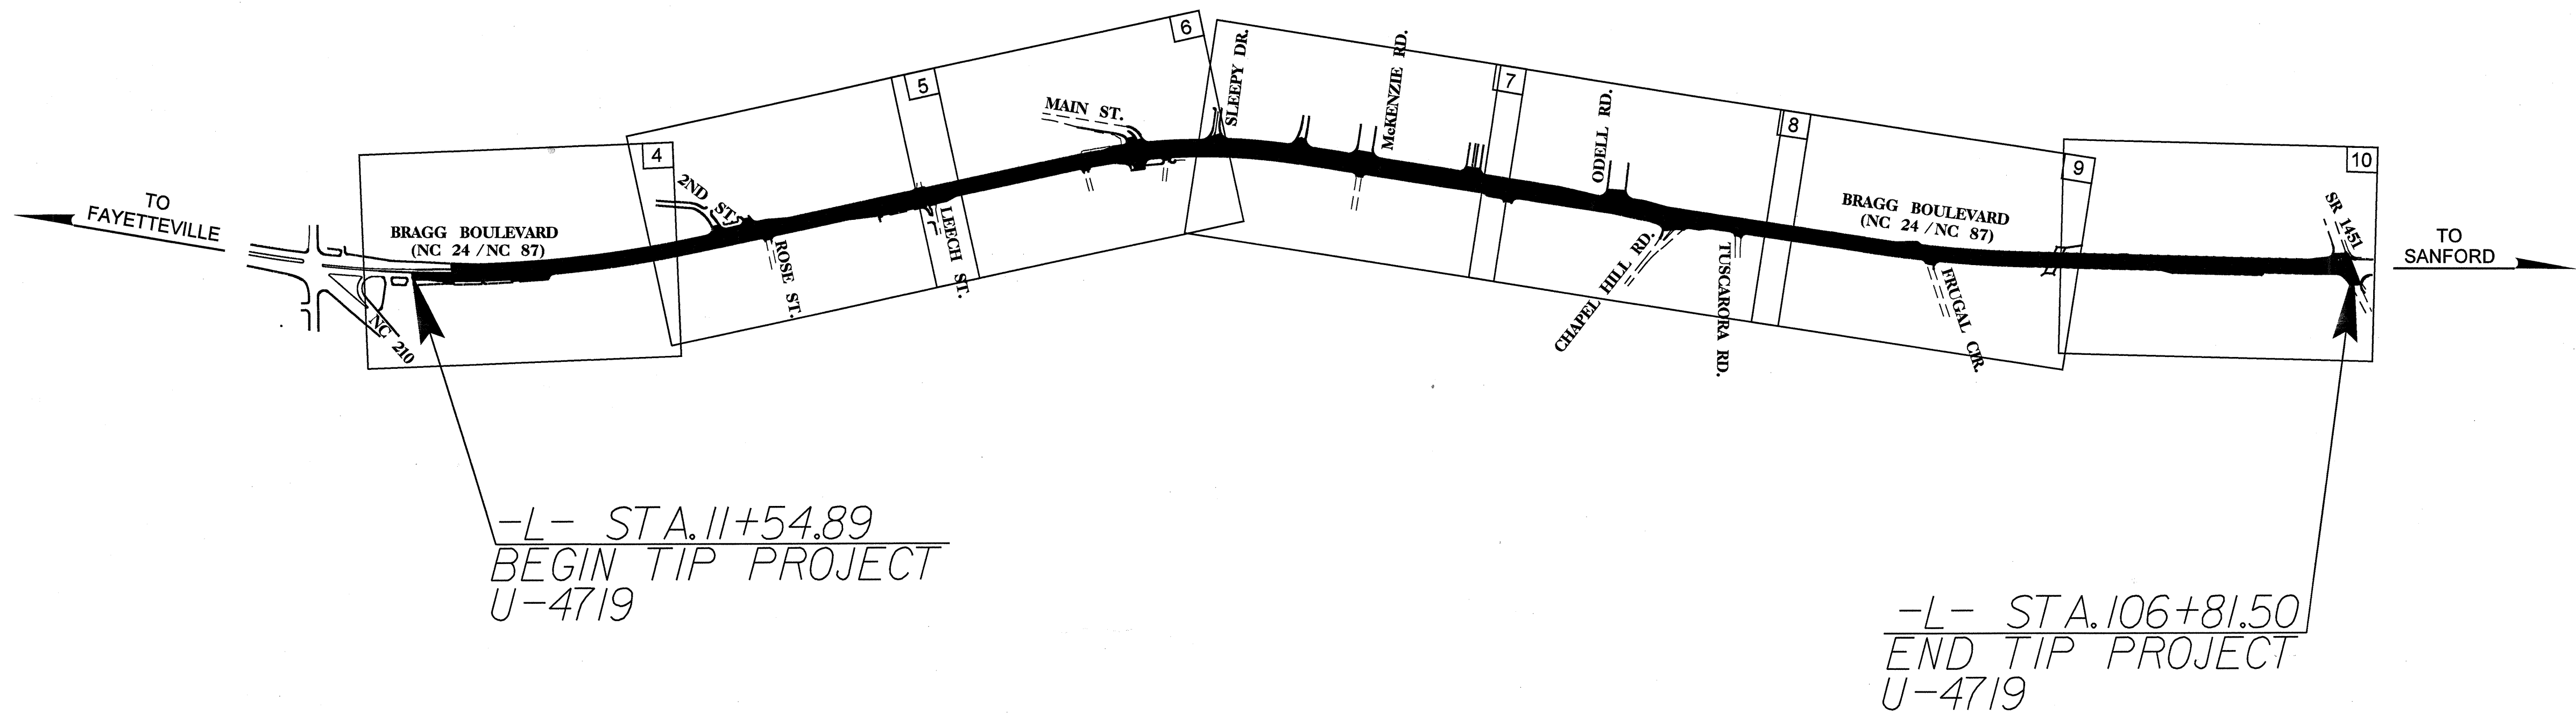 TO
FAYETTEVILLE
NC 210
BRAGG BOULEVARD
(NC 24 / NC 87)
4
2ND ST.
ROSE ST.
5
LEECH ST.
6
MAIN ST.
SLEEPY DR.
McKENZIE RD.
7
ODELL RD.
CHAPEL HILL RD.
TUSCARORA RD.
8
BRAGG BOULEVARD
(NC 24 / NC 87)
9
FRUGAL CIR.
10
SR 1451
TO
SANFORD
-L- STA. 11+54.89
BEGIN TIP PROJECT
U-4719
-L- STA. 106+81.50
END TIP PROJECT
U-4719